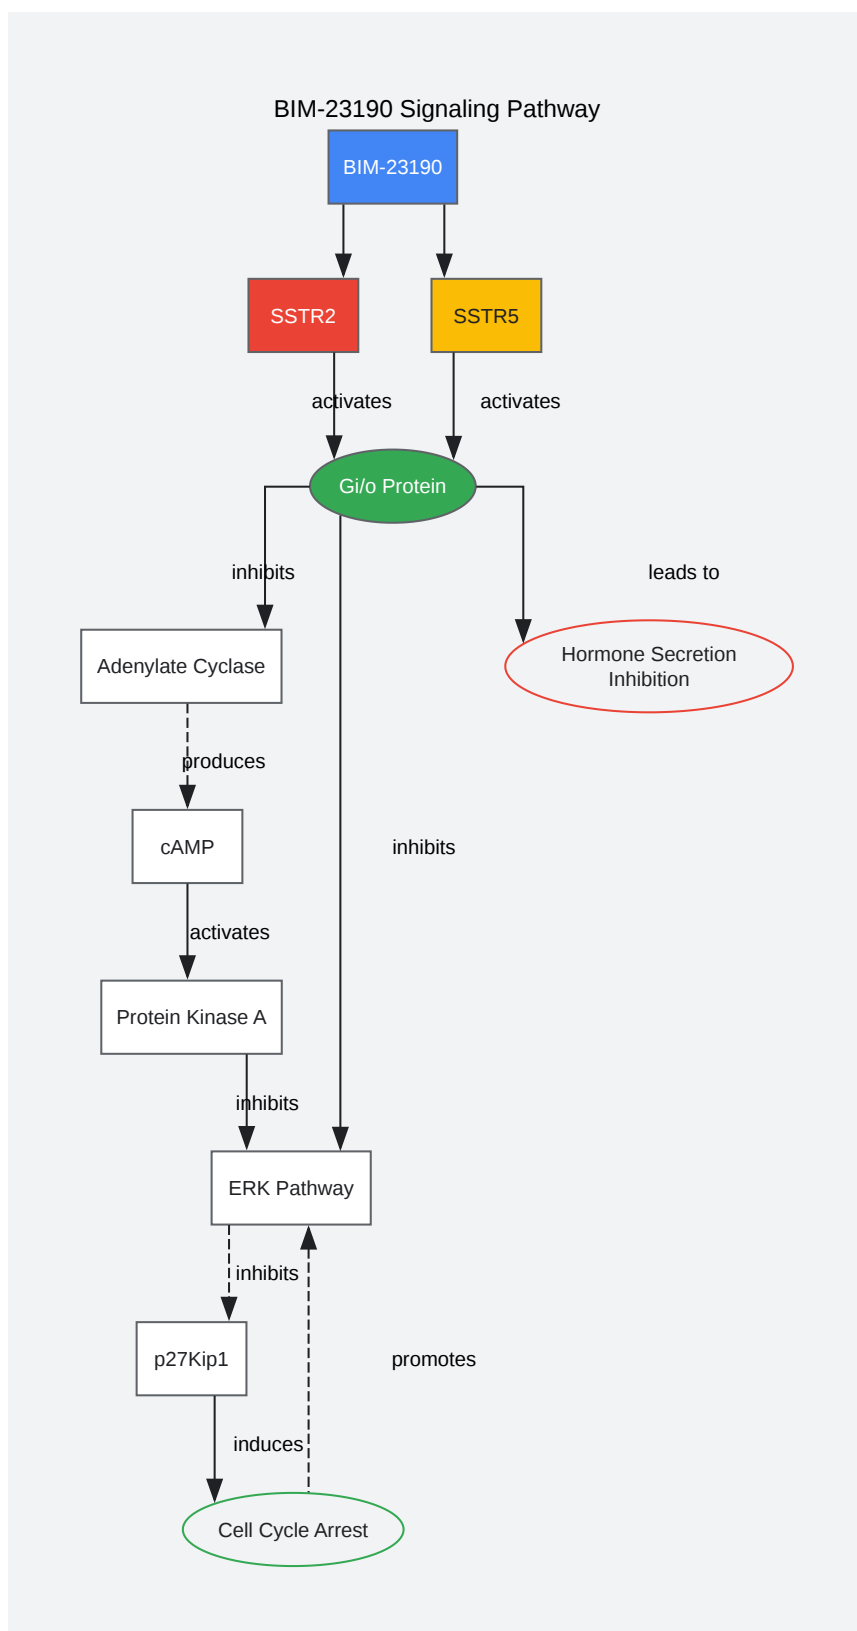 BIM-23190 Signaling Pathway
BIM-23190
SSTR2
SSTR5
activates
activates
Gi/o Protein
inhibits
leads to
Hormone Secretion
Inhibition
Adenylate Cyclase
produces
cAMP
inhibits
activates
Protein Kinase A
inhibits
ERK Pathway
inhibits
p27Kip1
promotes
induces
Cell Cycle Arrest